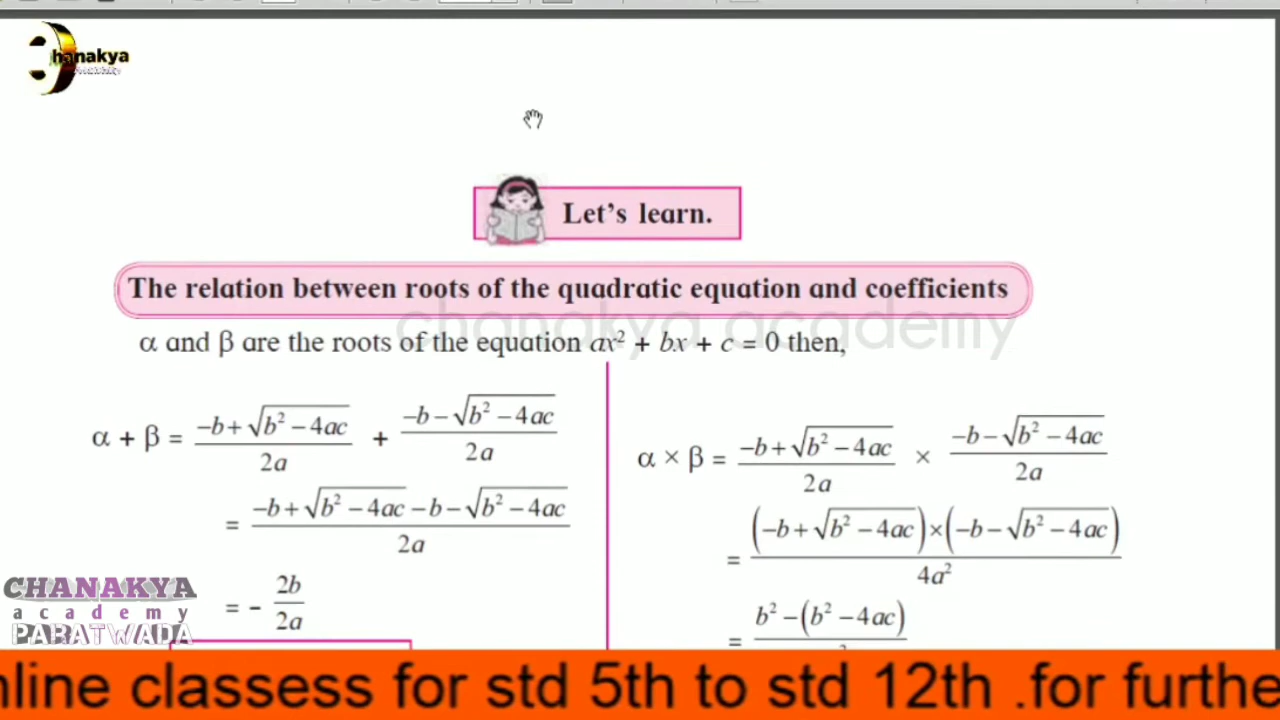 hanakya
Let's learn.
The relation between roots of the quadratic equation and coefficients
chanakya academy
α and β are the roots of the equation ax² + bx + c = 0 then,
α + β = (−b + √(b² − 4ac))/2a + (−b − √(b² − 4ac))/2a
= (−b + √(b² − 4ac) − b − √(b² − 4ac))/2a
= - 2b/2a
α × β = (−b + √(b² − 4ac))/2a × (−b − √(b² − 4ac))/2a
= ((−b + √(b² − 4ac)) × (−b − √(b² − 4ac)))/4a²
= b² − (b² − 4ac)
CHANAKYA
academy
PARATWADA
nline classess for std 5th to std 12th .for furthe